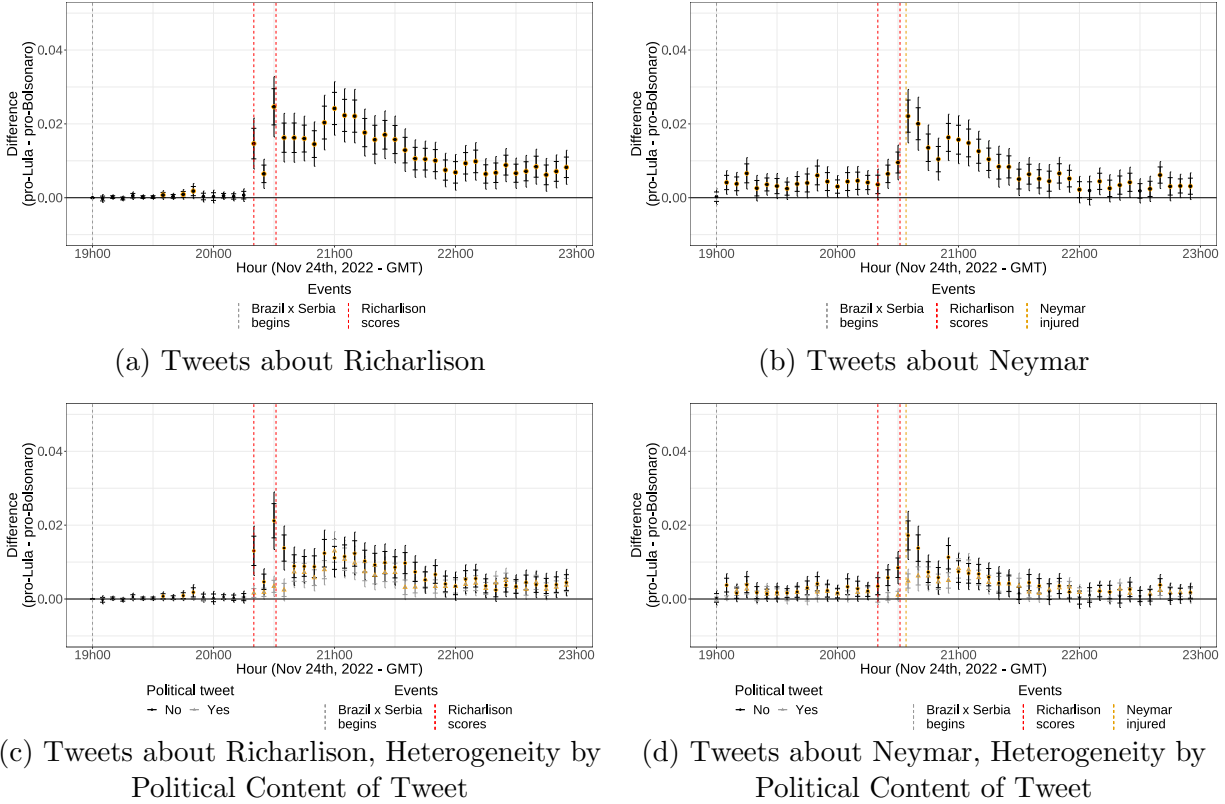 Difference
(pro-Lula - pro-Bolsonaro)
0.04
0.02
0.00
19h00 20h00 21h00 22h00 23h00
Hour (Nov 24th, 2022 - GMT)
Events
Brazil x Serbia begins
Richarlison scores
(a) Tweets about Richarlison
Difference
(pro-Lula - pro-Bolsonaro)
0.04
0.02
0.00
19h00 20h00 21h00 22h00 23h00
Hour (Nov 24th, 2022 - GMT)
Events
Brazil x Serbia begins
Richarlison scores
Neymar injured
(b) Tweets about Neymar
Difference
(pro-Lula - pro-Bolsonaro)
0.04
0.02
0.00
19h00 20h00 21h00 22h00 23h00
Hour (Nov 24th, 2022 - GMT)
Political tweet
No Yes
Events
Brazil x Serbia begins
Richarlison scores
(c) Tweets about Richarlison, Heterogeneity by
Political Content of Tweet
Difference
(pro-Lula - pro-Bolsonaro)
0.04
0.02
0.00
19h00 20h00 21h00 22h00 23h00
Hour (Nov 24th, 2022 - GMT)
Political tweet
No Yes
Events
Brazil x Serbia begins
Richarlison scores
Neymar injured
(d) Tweets about Neymar, Heterogeneity by
Political Content of Tweet